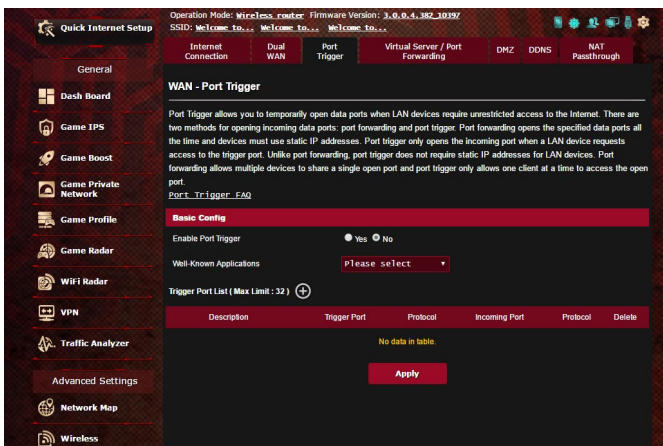 Quick Internet Setup
General
Dash Board
Game IPS
Game Boost
Game Private
Network
Game Profile
Game Radar
WiFi Radar
VPN
Traffic Analyzer
Advanced Settings
Network Map
Wireless
Operation Mode: Wireless router Firmware Version: 3.0.0.4.382_10397
SSID: Welcome to... Welcome to... Welcome to...
Internet
Connection
Dual
WAN
Port
Trigger
Virtual Server / Port
Forwarding
DMZ
DDNS
NAT
Passthrough
WAN - Port Trigger
Port Trigger allows you to temporarily open data ports when LAN devices require unrestricted access to the Internet. There are
two methods for opening incoming data ports: port forwarding and port trigger. Port forwarding opens the specified data ports all
the time and devices must use static IP addresses. Port trigger only opens the incoming port when a LAN device requests
access to the trigger port. Unlike port forwarding, port trigger does not require static IP addresses for LAN devices. Port
forwarding allows multiple devices to share a single open port and port trigger only allows one client at a time to access the open
port.
Port Trigger FAQ
Basic Config
Enable Port Trigger Yes No
Well-Known Applications Please select
Trigger Port List ( Max Limit : 32 )
Description Trigger Port Protocol Incoming Port Protocol Delete
No data in table.
Apply